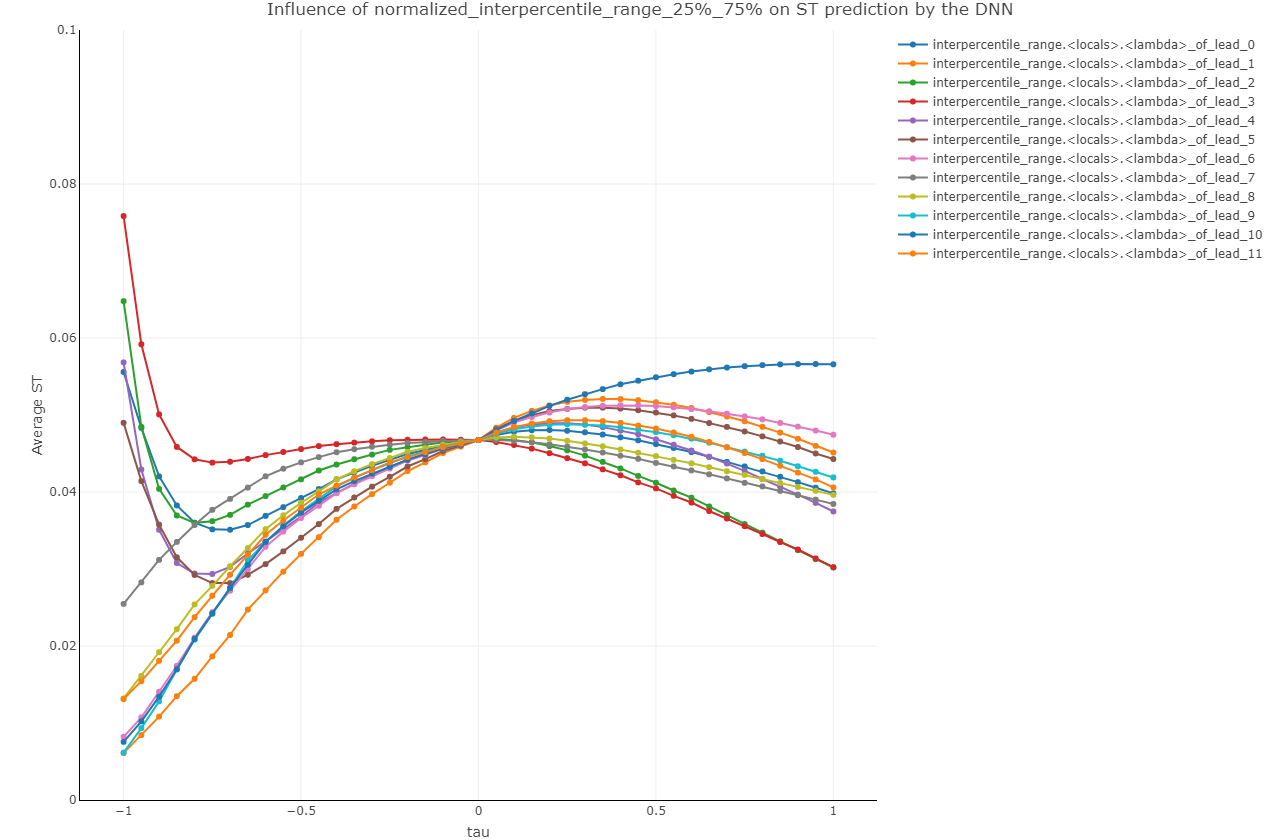 Influence of normalized_interpercentile_range_25%_75% on ST prediction by the DNN
0.1
0.08
0.06
0.04
0.02
0
Average ST
−1
−0.5
0
0.5
1
tau
interpercentile_range.<locals>.<lambda>_of_lead_0
interpercentile_range.<locals>.<lambda>_of_lead_1
interpercentile_range.<locals>.<lambda>_of_lead_2
interpercentile_range.<locals>.<lambda>_of_lead_3
interpercentile_range.<locals>.<lambda>_of_lead_4
interpercentile_range.<locals>.<lambda>_of_lead_5
interpercentile_range.<locals>.<lambda>_of_lead_6
interpercentile_range.<locals>.<lambda>_of_lead_7
interpercentile_range.<locals>.<lambda>_of_lead_8
interpercentile_range.<locals>.<lambda>_of_lead_9
interpercentile_range.<locals>.<lambda>_of_lead_10
interpercentile_range.<locals>.<lambda>_of_lead_11